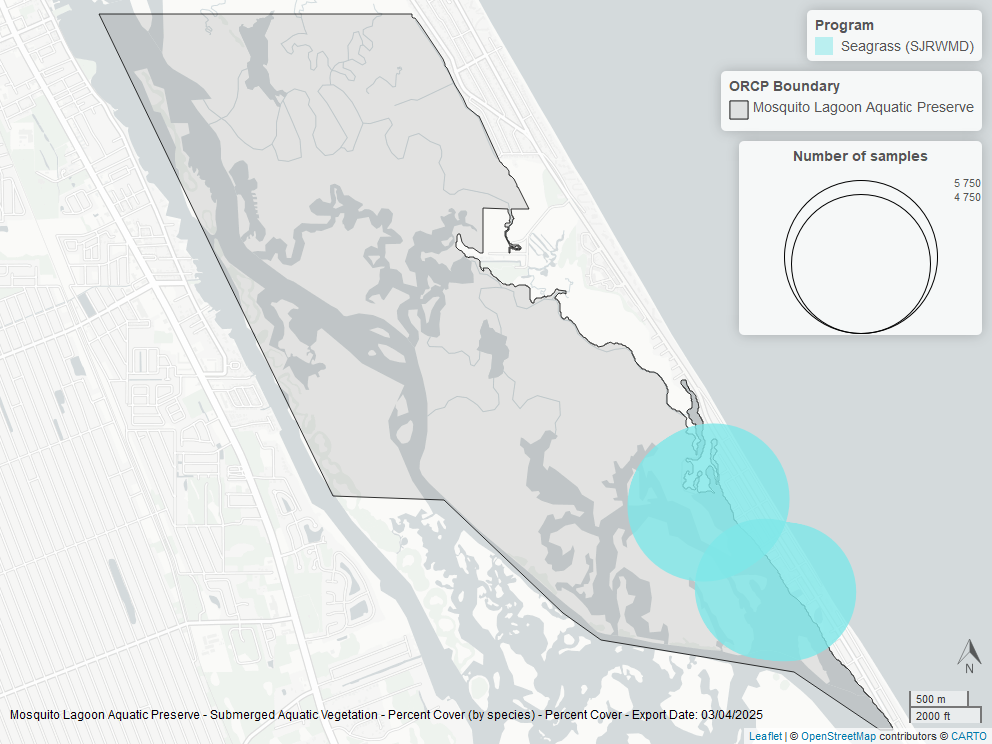 Program
Seagrass (SJRWMD)
ORCP Boundary
Mosquito Lagoon Aquatic Preserve
Number of samples
5 750
4 750
N
500 m
2000 ft
Mosquito Lagoon Aquatic Preserve - Submerged Aquatic Vegetation - Percent Cover (by species) - Percent Cover - Export Date: 03/04/2025
Leaflet | © OpenStreetMap contributors © CARTO